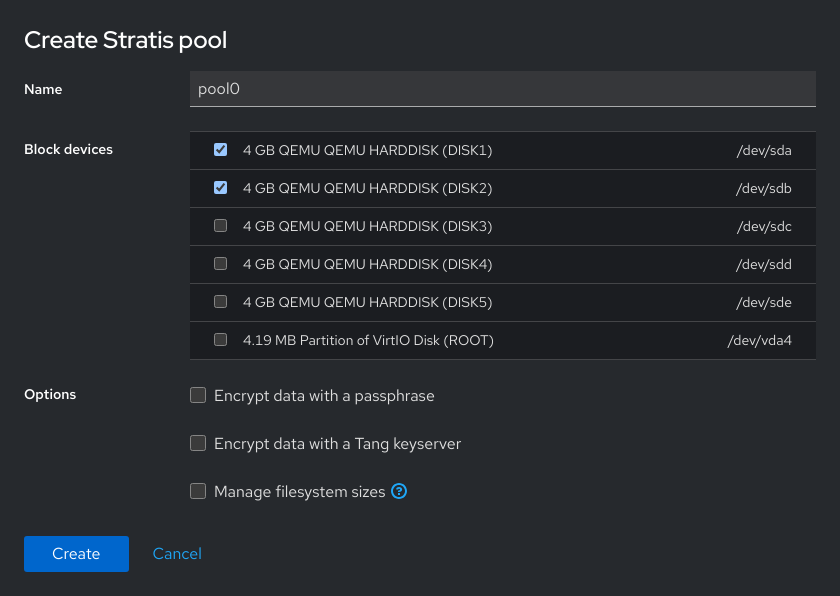 Create Stratis pool
Name
pool0
Block devices
4 GB QEMU QEMU HARDDISK (DISK1) /dev/sda
4 GB QEMU QEMU HARDDISK (DISK2) /dev/sdb
4 GB QEMU QEMU HARDDISK (DISK3) /dev/sdc
4 GB QEMU QEMU HARDDISK (DISK4) /dev/sdd
4 GB QEMU QEMU HARDDISK (DISK5) /dev/sde
4.19 MB Partition of VirtIO Disk (ROOT) /dev/vda4
Options
Encrypt data with a passphrase
Encrypt data with a Tang keyserver
Manage filesystem sizes ?
Create Cancel